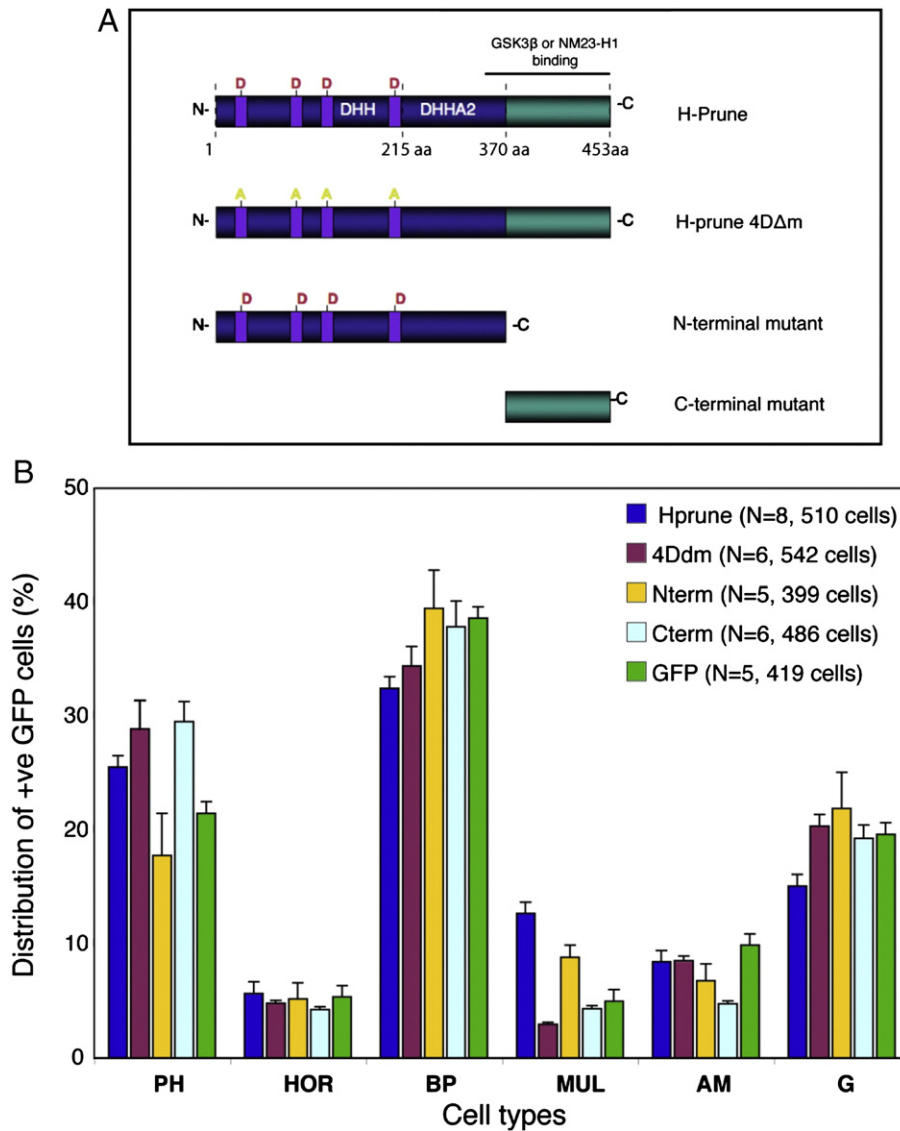 A
GSK3β or NM23-H1
binding
D D D D
N- DHH DHHA2 -C H-Prune
1 215 aa 370 aa 453aa
A A A A
N- -C H-prune 4DΔm
D D D D
N- -C N-terminal mutant
-C C-terminal mutant
B
50
40
30
20
10
0
Distribution of +ve GFP cells (%)
Hprune (N=8, 510 cells)
4Ddm (N=6, 542 cells)
Nterm (N=5, 399 cells)
Cterm (N=6, 486 cells)
GFP (N=5, 419 cells)
PH HOR BP MUL AM G
Cell types